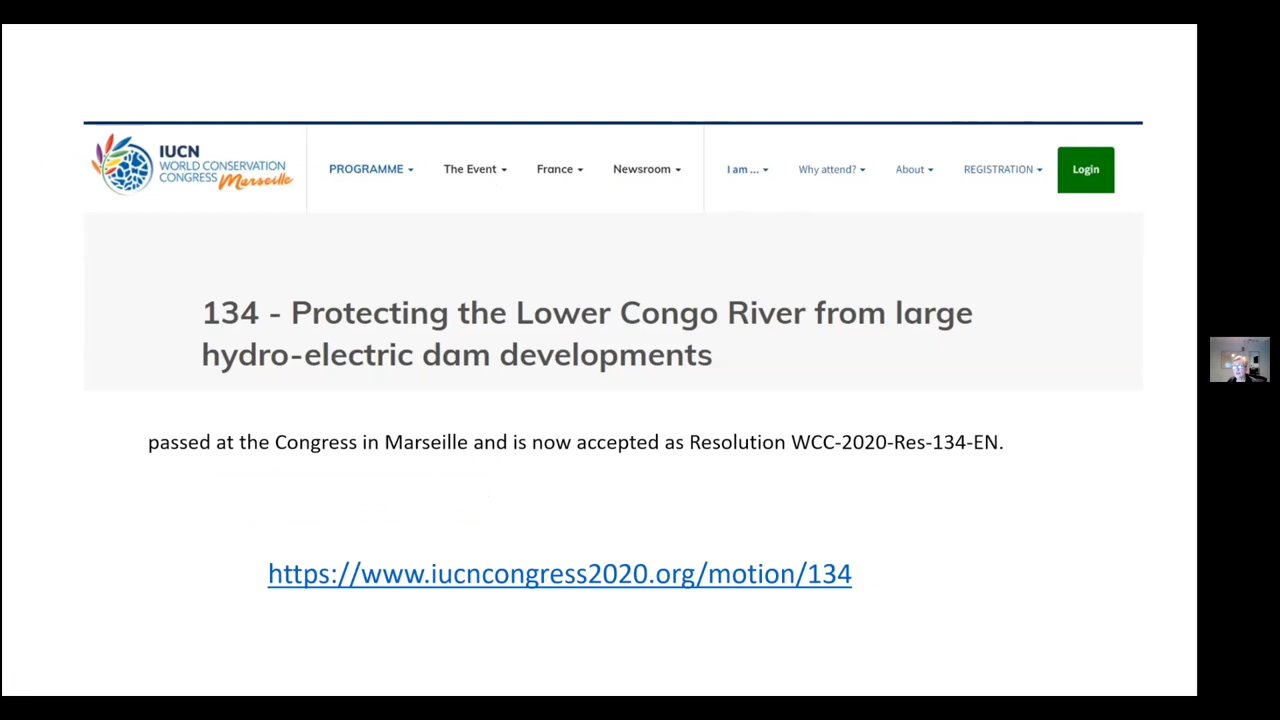 IUCN
WORLD CONSERVATION
CONGRESS Marseille
PROGRAMME
The Event
France
Newsroom
I am ...
Why attend?
About
REGISTRATION
Login
134 - Protecting the Lower Congo River from large
hydro-electric dam developments
passed at the Congress in Marseille and is now accepted as Resolution WCC-2020-Res-134-EN.
https://www.iucncongress2020.org/motion/134